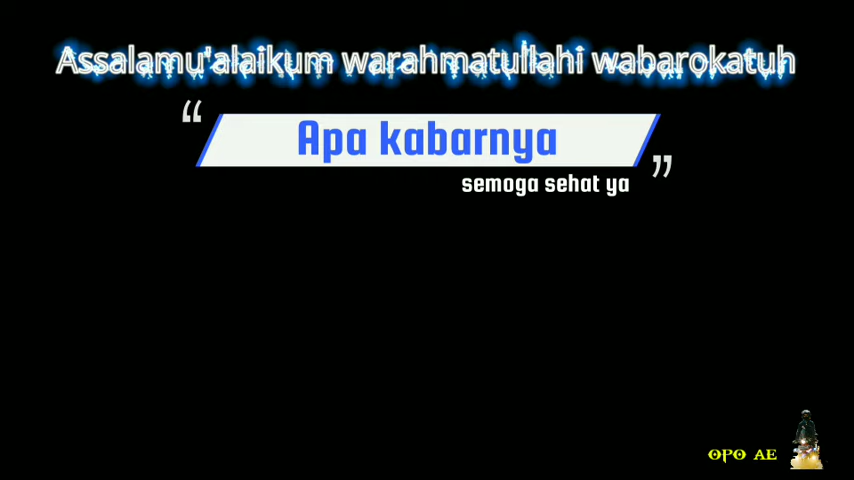 Assalamu'alaikum warahmatullahi wabarokatuh
“ Apa kabarnya ”
semoga sehat ya
OPO AE